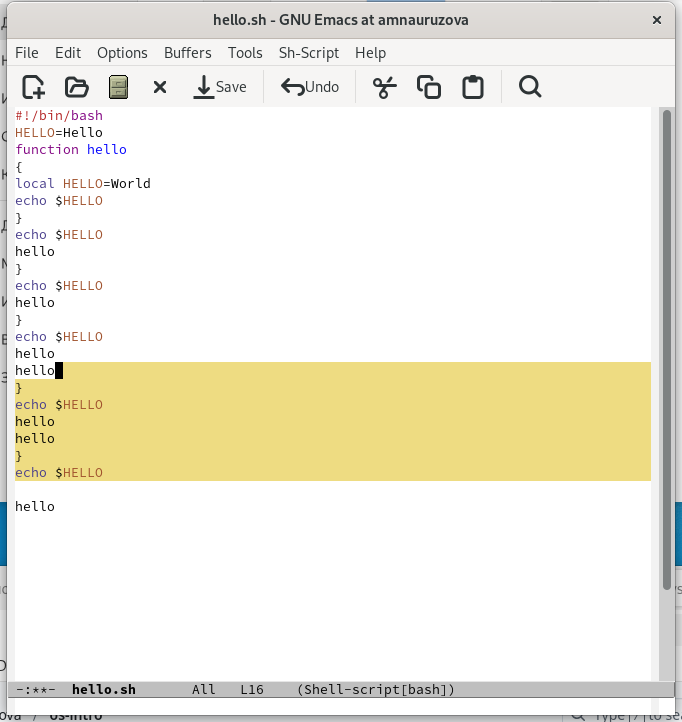 hello.sh - GNU Emacs at amnauruzova
File Edit Options Buffers Tools Sh-Script Help
Save Undo
#!/bin/bash
HELLO=Hello
function hello
{
local HELLO=World
echo $HELLO
}
echo $HELLO
hello
}
echo $HELLO
hello
}
echo $HELLO
hello
hello
}
echo $HELLO
hello
hello
}
echo $HELLO
hello
-:**- hello.sh All L16 (Shell-script[bash])